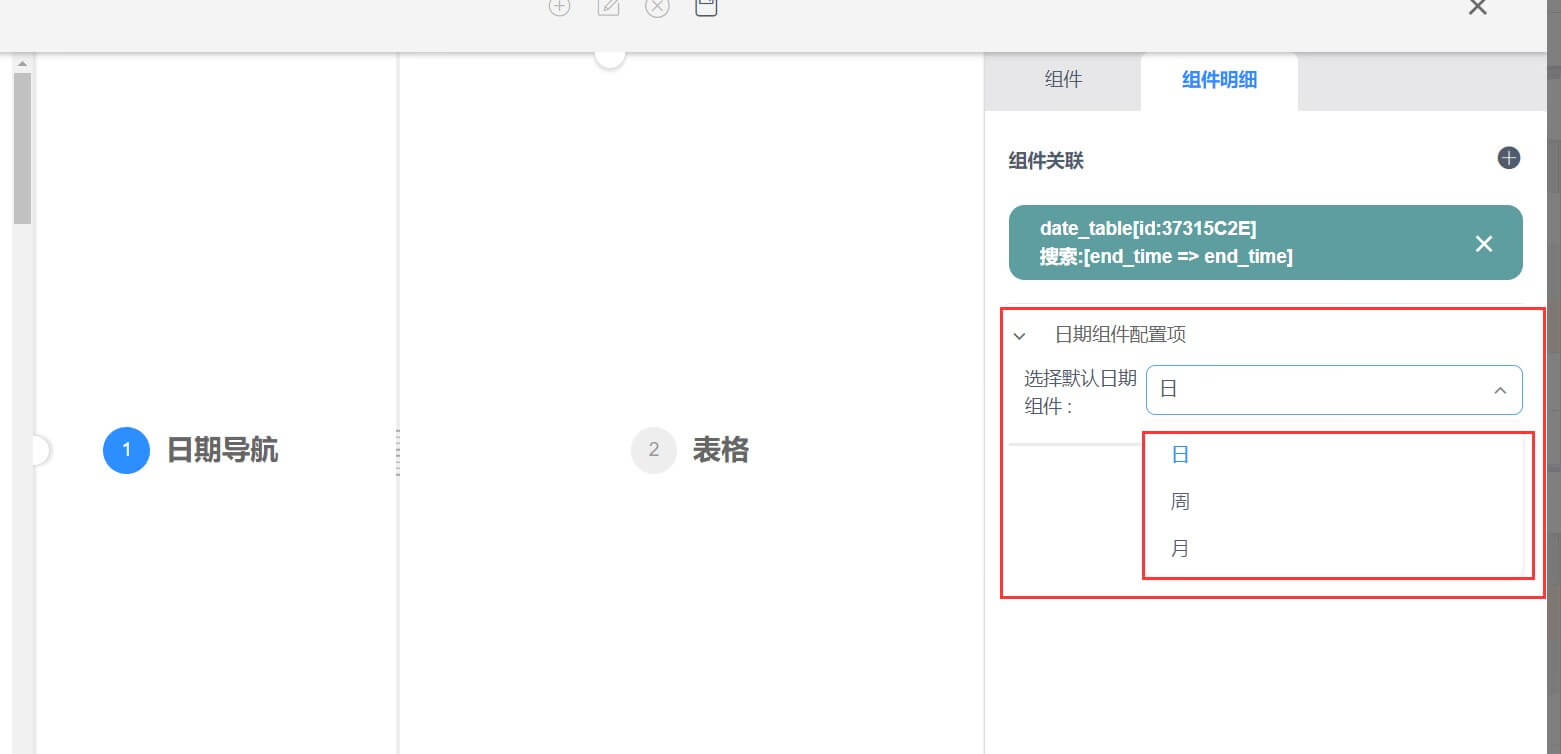 组件
组件明细
组件关联
date_table[id:37315C2E]
搜索:[end_time => end_time]
日期组件配置项
选择默认日期
组件 :
日
日
周
月
1 日期导航
2 表格